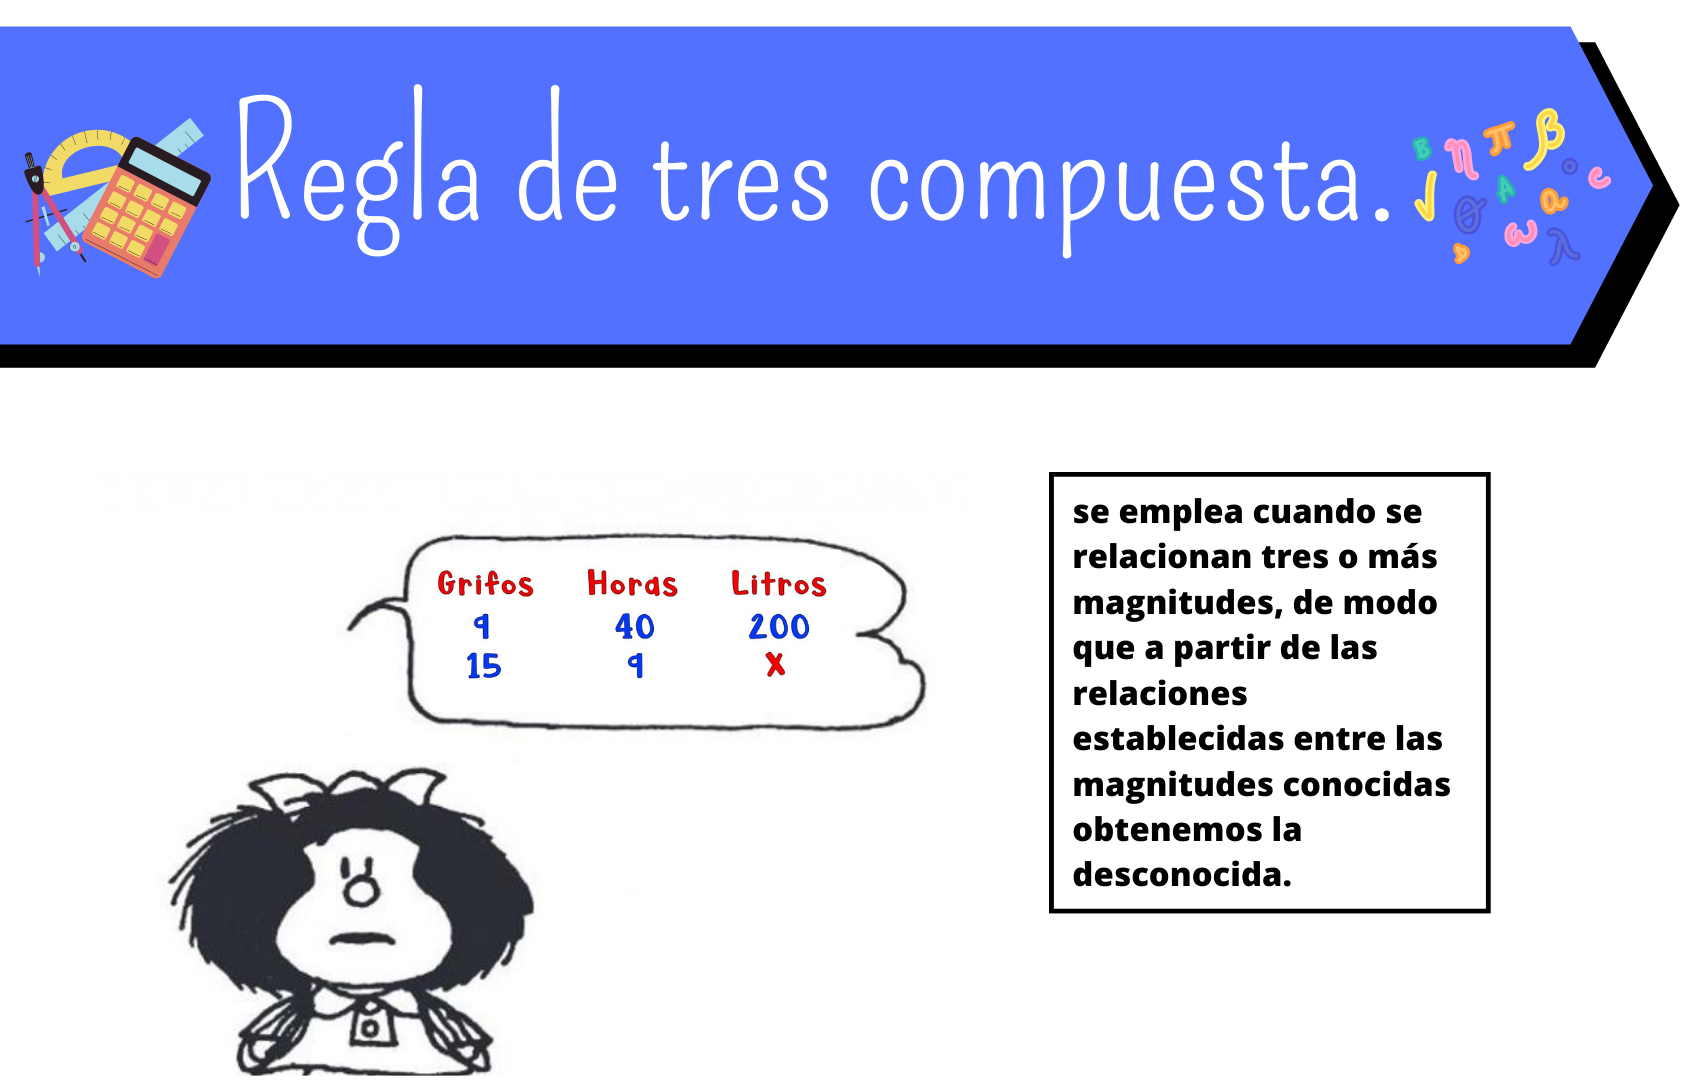 Regla de tres compuesta.
Grifos Horas Litros
9 40 200
15 9 X
se emplea cuando se
relacionan tres o más
magnitudes, de modo
que a partir de las
relaciones
establecidas entre las
magnitudes conocidas
obtenemos la
desconocida.